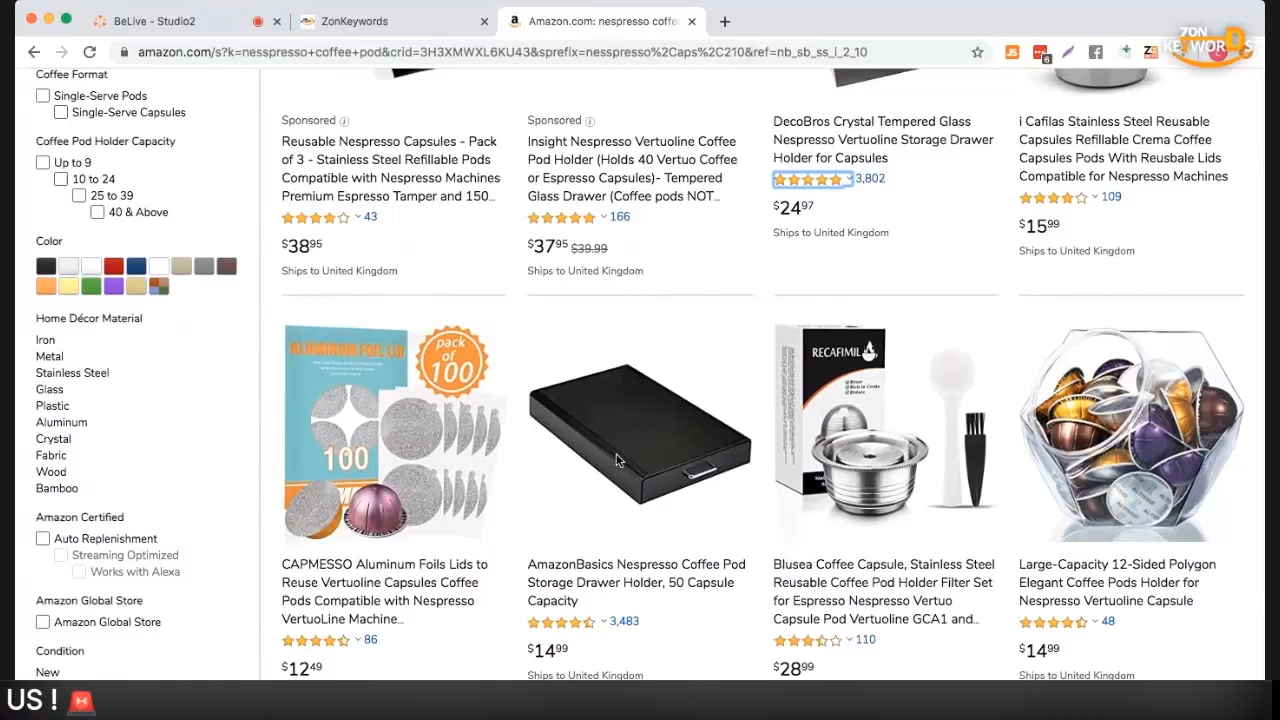 BeLive - Studio2
ZonKeywords
Amazon.com: nespresso coffe
ZON
KEYWORDS
amazon.com/s?k=nesspresso+coffee+pod&crid=3H3XMWXL6KU43&sprefix=nesspresso%2Caps%2C210&ref=nb_sb_ss_i_2_10
6
Coffee Format
Single-Serve Pods
Single-Serve Capsules
Coffee Pod Holder Capacity
Up to 9
10 to 24
25 to 39
40 & Above
Color
Home Décor Material
Iron
Metal
Stainless Steel
Glass
Plastic
Aluminum
Crystal
Fabric
Wood
Bamboo
Amazon Certified
Auto Replenishment
Streaming Optimized
Works with Alexa
Amazon Global Store
Amazon Global Store
Condition
New
Sponsored
Reusable Nespresso Capsules - Pack
of 3 - Stainless Steel Refillable Pods
Compatible with Nespresso Machines
Premium Espresso Tamper and 150...
43
$38 95
Ships to United Kingdom
Sponsored
Insight Nespresso Vertuoline Coffee
Pod Holder (Holds 40 Vertuo Coffee
or Espresso Capsules)- Tempered
Glass Drawer (Coffee pods NOT...
166
$37 95 $39.99
Ships to United Kingdom
DecoBros Crystal Tempered Glass
Nespresso Vertuoline Storage Drawer
Holder for Capsules
3,802
$24 97
Ships to United Kingdom
i Cafilas Stainless Steel Reusable
Capsules Refillable Crema Coffee
Capsules Pods With Reusbale Lids
Compatible for Nespresso Machines
109
$15 99
Ships to United Kingdom
ALUMINUM FOIL LID
pack
of
100
100
CAPMESSO Aluminum Foils Lids to
Reuse Vertuoline Capsules Coffee
Pods Compatible with Nespresso
VertuoLine Machine...
86
$12 49
AmazonBasics Nespresso Coffee Pod
Storage Drawer Holder, 50 Capsule
Capacity
3,483
$14 99
Ships to United Kingdom
RECAFIMIL
Blusea Coffee Capsule, Stainless Steel
Reusable Coffee Pod Holder Filter Set
for Espresso Nespresso Vertuo
Capsule Pod Vertuoline GCA1 and...
110
$28 99
Large-Capacity 12-Sided Polygon
Elegant Coffee Pods Holder for
Nespresso Vertuoline Capsule
48
$14 99
Ships to United Kingdom
US !